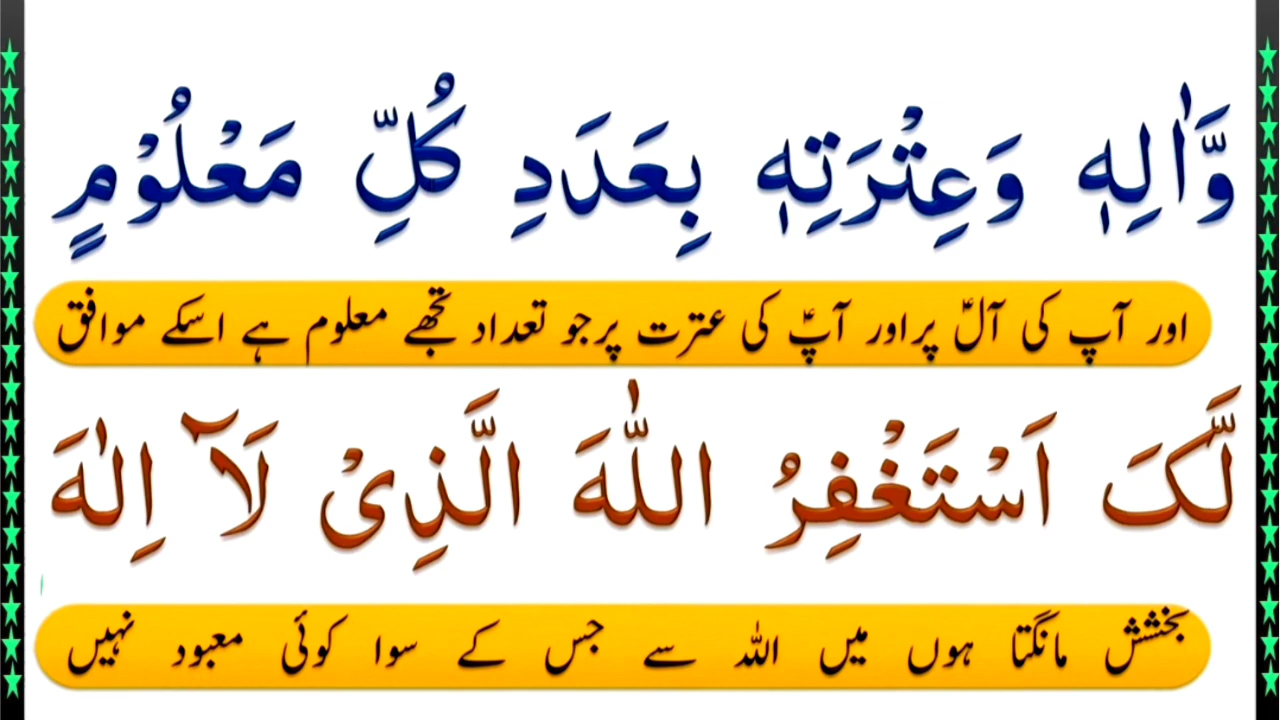 وَّاٰلِهٖ وَعِتْرَتِهٖ بِعَدَدِ كُلِّ مَعْلُوْمٍ
اور آپ کی آلؑ پر اور آپؐ کی عترت پر جو تعداد تجھے معلوم ہے اسکے موافق
لَّکَ اَسْتَغْفِرُ اللّٰهَ الَّذِیْ لَآ اِلٰهَ
بخشش مانگتا ہوں میں اللہ سے جس کے سوا کوئی معبود نہیں